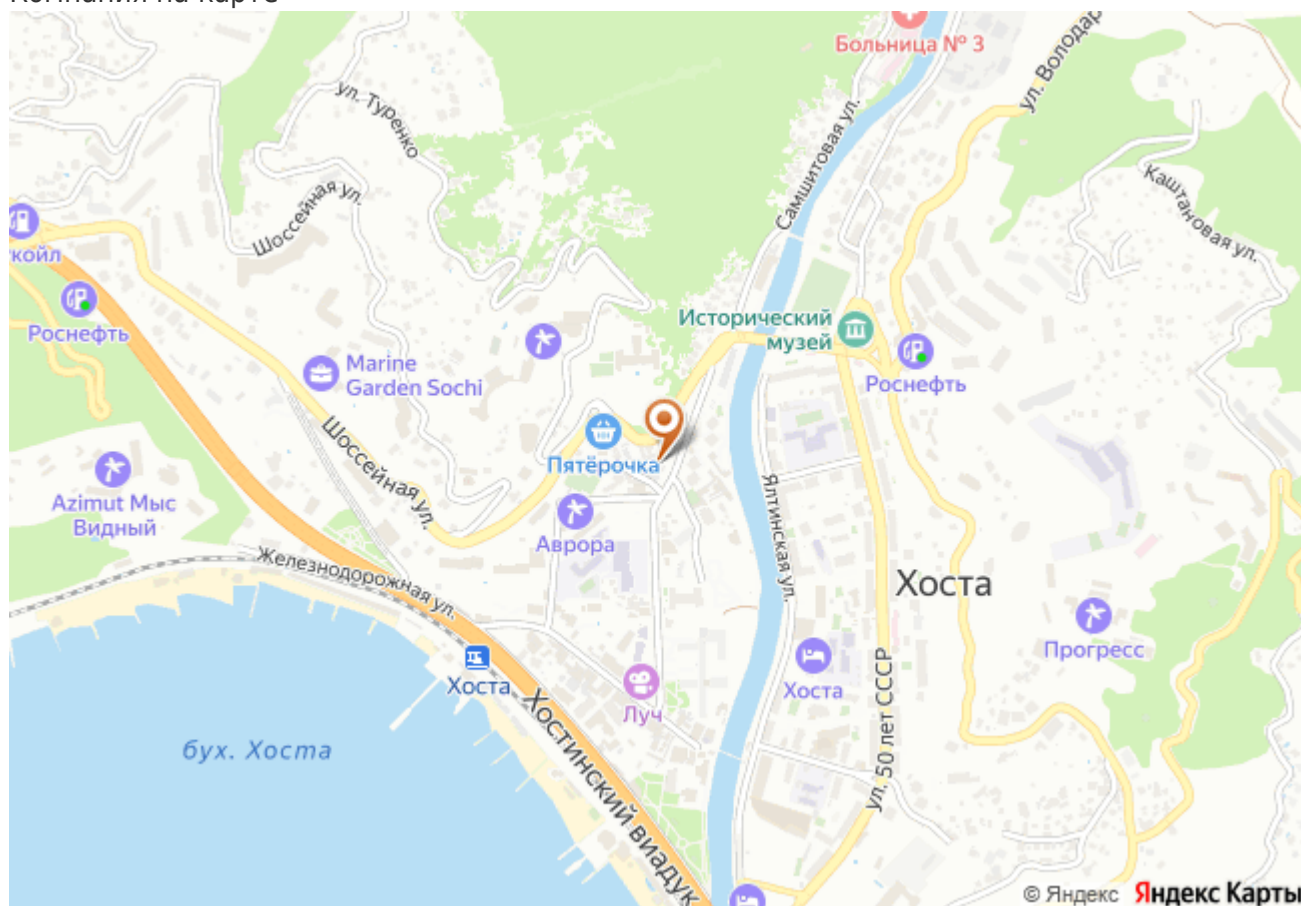 Больница № 3
ул. Володар
ул. Туренко
Самшитовая ул.
Каштановая ул.
Шоссейная ул.
койл
Роснефть
Исторический
музей
Marine
Garden Sochi
Роснефть
Шоссейная ул.
Пятёрочка
Azimut Мыс
Видный
Аврора
Ялтинская ул.
Железнодорожная ул.
Хоста
Прогресс
Хоста
Хоста
Луч
ул. 50 лет СССР
бух. Хоста
Хостинский виадук
© Яндекс Яндекс Карты